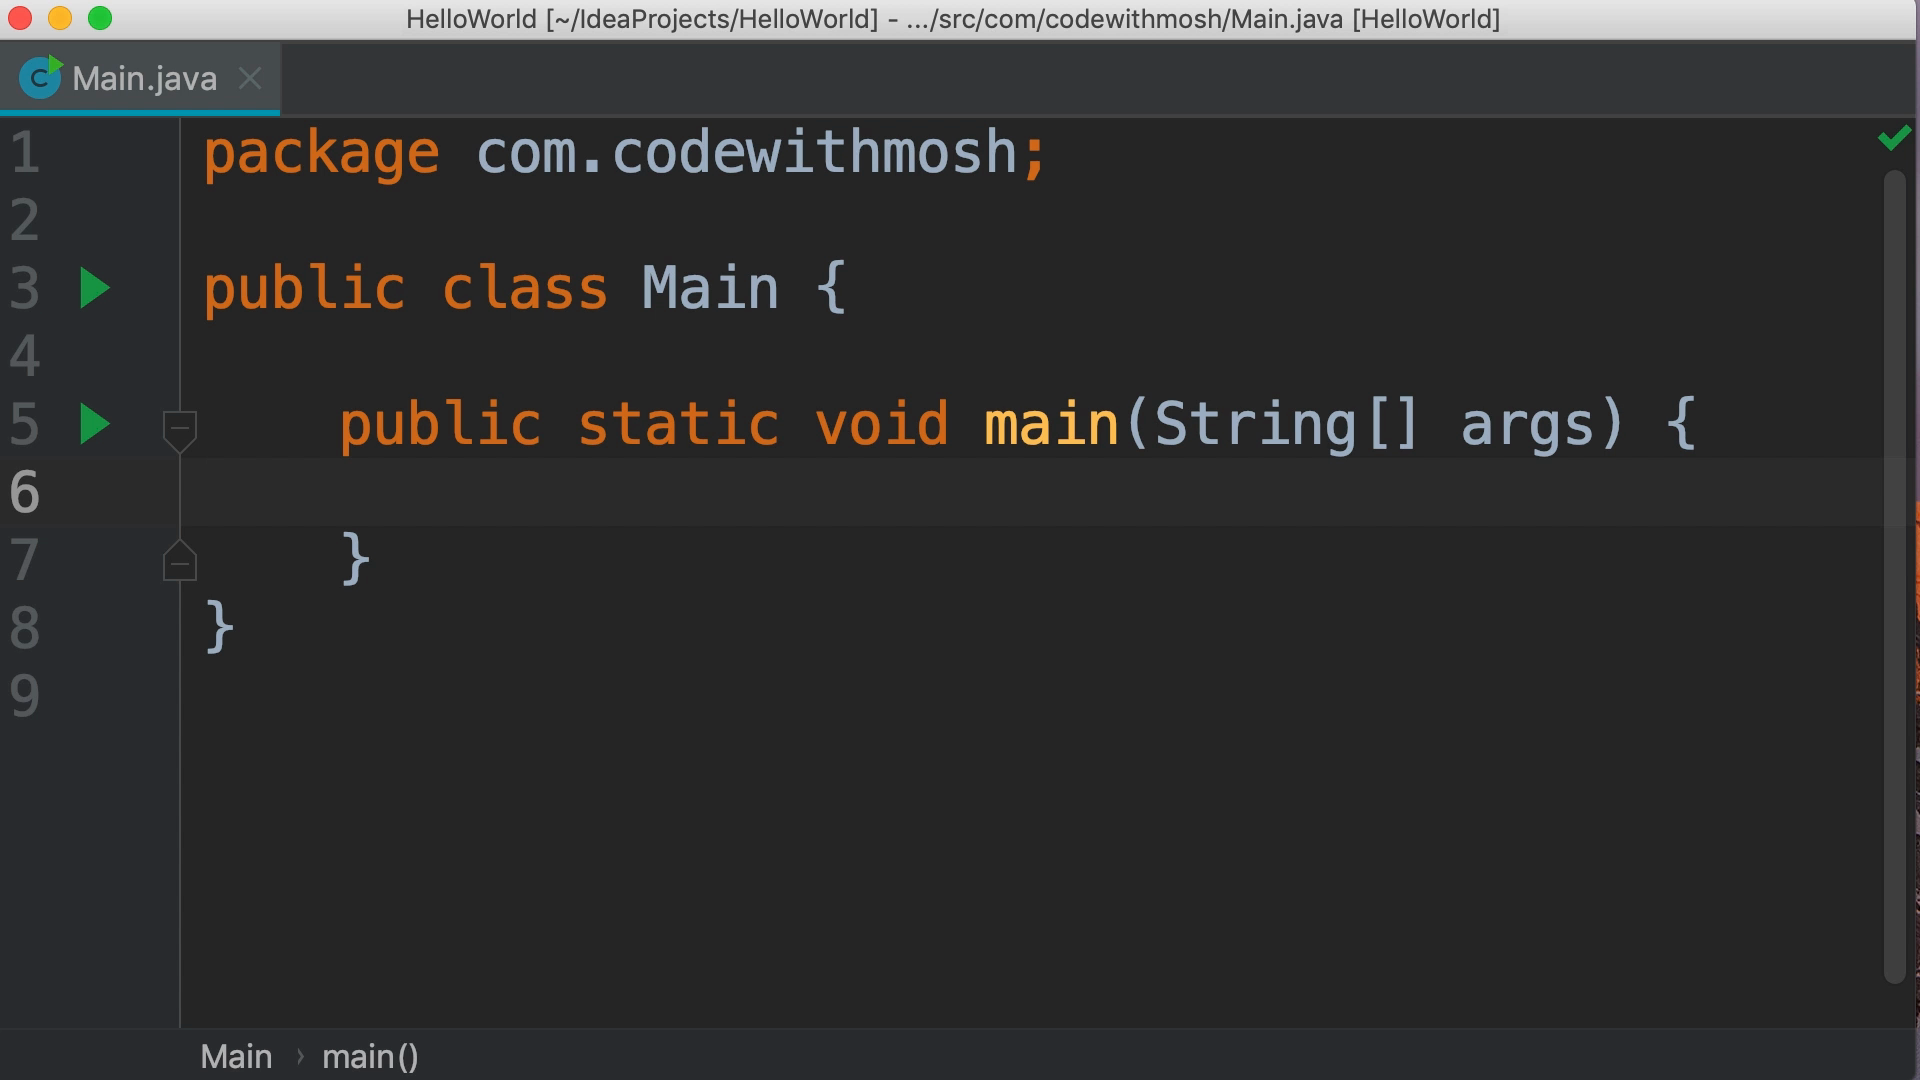 HelloWorld [~/IdeaProjects/HelloWorld] - .../src/com/codewithmosh/Main.java [HelloWorld]
C Main.java
1 package com.codewithmosh;
2
3 public class Main {
4
5     public static void main(String[] args) {
6
7     }
8 }
9
Main › main()